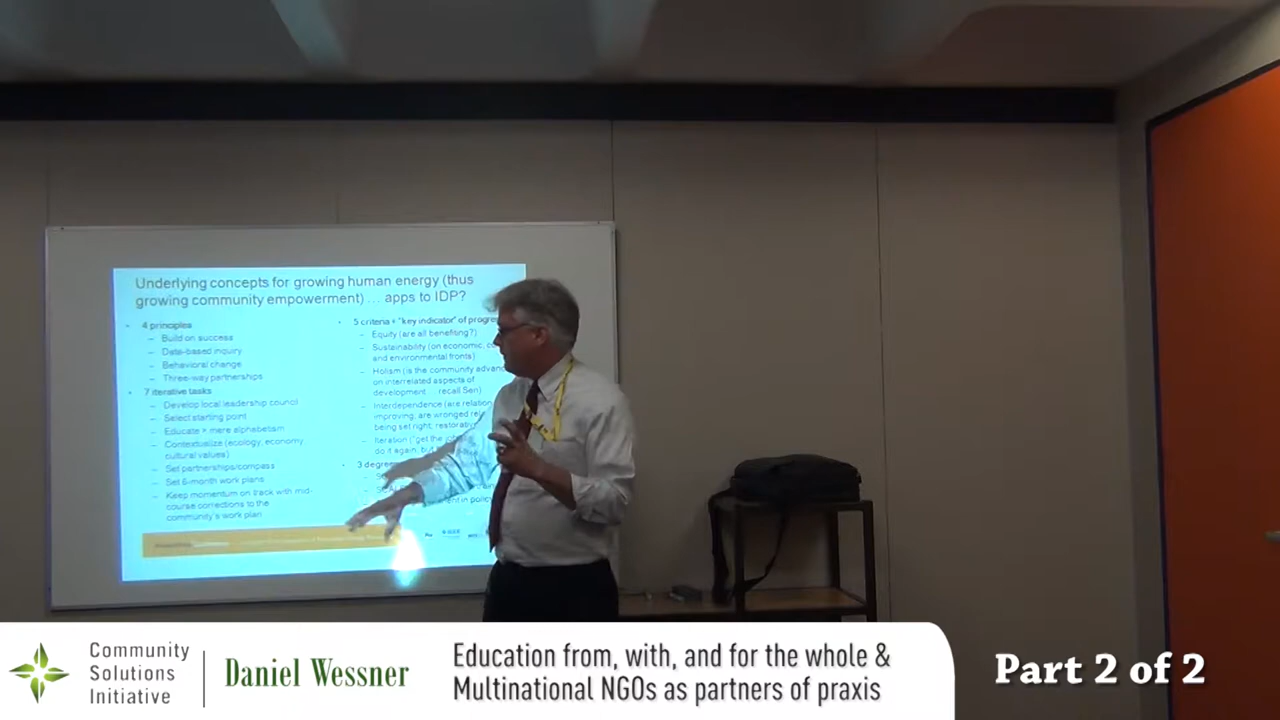 Underlying concepts for growing human energy (thus
growing community empowerment) … apps to IDP?
• 4 principles
– Build on success
– Data-based inquiry
– Behavioral change
– Three-way partnerships
• 7 iterative tasks
– Develop local leadership council
– Select starting point
– Educate > mere alphabetism
– Contextualize (ecology, economy,
cultural values)
– Set partnerships/compass
– Set 6-month work plans
– Keep momentum on track with mid-
course corrections to the
community's work plan
• 5 criteria + "key indicator" of
– Equity (are all benefiting?)
– Sustainability (on economic,
and environmental fronts)
– Holism (is the community
on interrelated aspects of
development… recall Sen)
– Interdependence (are
improving; are wronged
being set right;
– Iteration ("get the
do it again, but
• 3
in
Community
Solutions
Initiative
Daniel Wessner
Education from, with, and for the whole &
Multinational NGOs as partners of praxis
Part 2 of 2